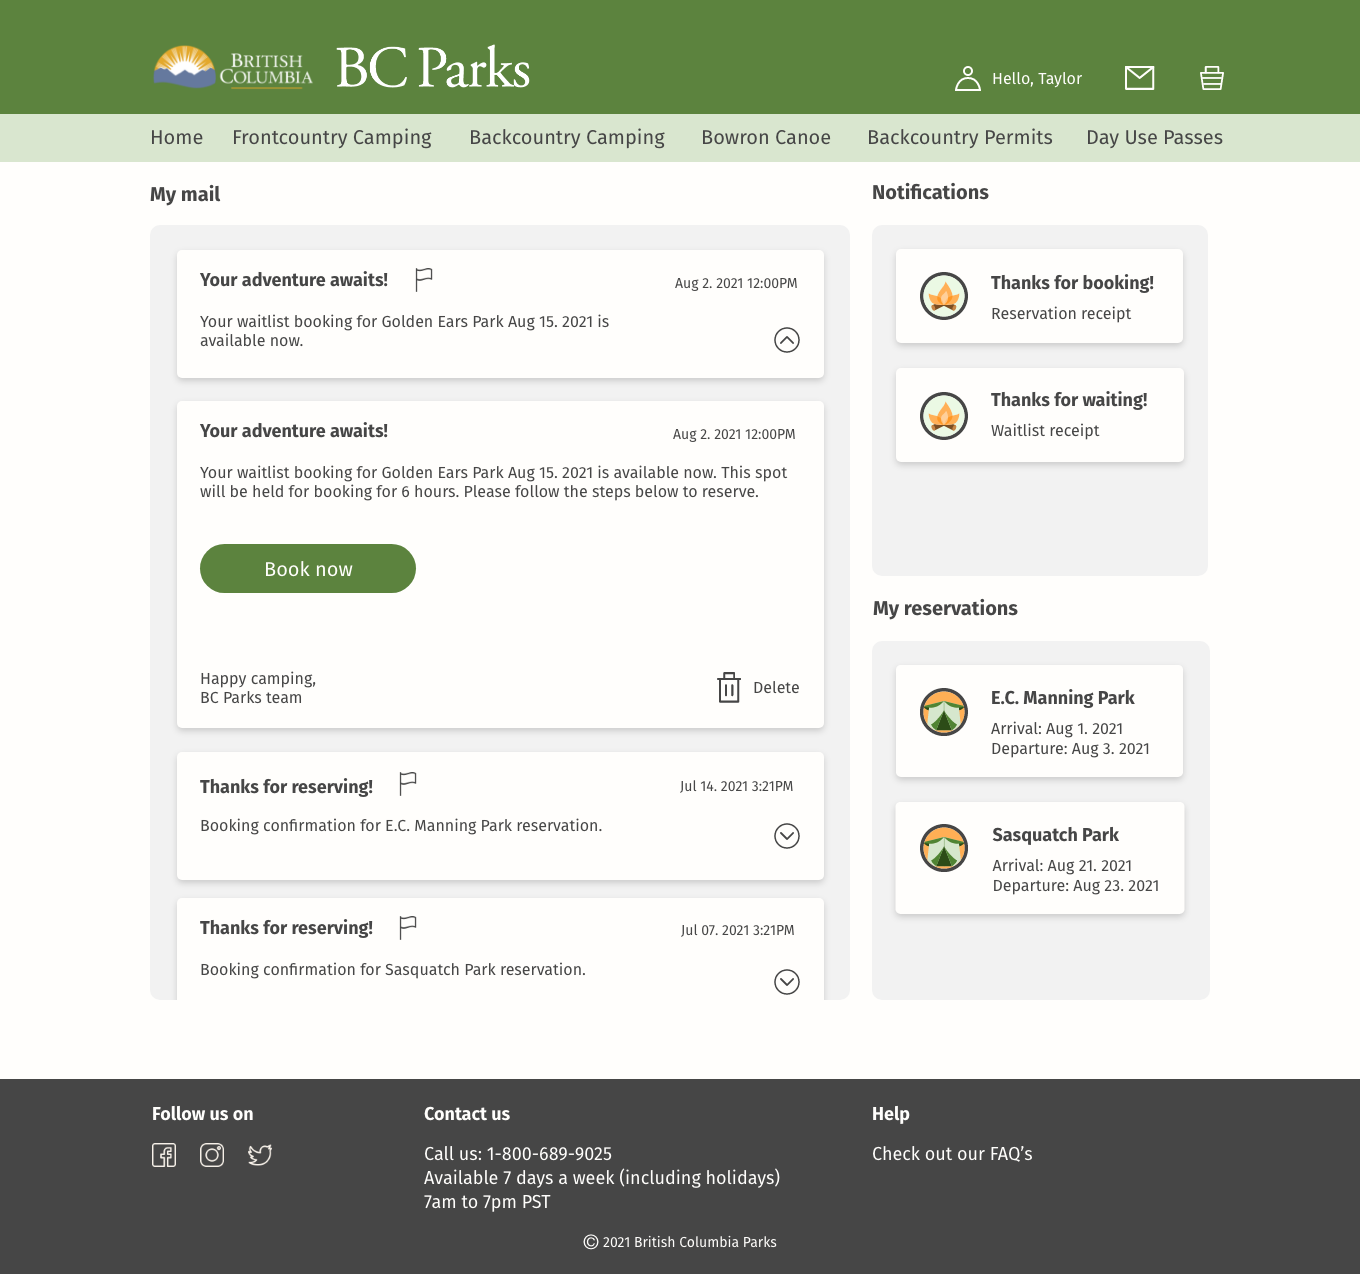 BRITISH
COLUMBIA
BC Parks
Hello, Taylor
Home Frontcountry Camping Backcountry Camping Bowron Canoe Backcountry Permits Day Use Passes
My mail
Your adventure awaits!
Aug 2. 2021 12:00PM
Your waitlist booking for Golden Ears Park Aug 15. 2021 is
available now.
Your adventure awaits!
Aug 2. 2021 12:00PM
Your waitlist booking for Golden Ears Park Aug 15. 2021 is available now. This spot
will be held for booking for 6 hours. Please follow the steps below to reserve.
Book now
Happy camping,
BC Parks team
Delete
Thanks for reserving!
Jul 14. 2021 3:21PM
Booking confirmation for E.C. Manning Park reservation.
Thanks for reserving!
Jul 07. 2021 3:21PM
Booking confirmation for Sasquatch Park reservation.
Notifications
Thanks for booking!
Reservation receipt
Thanks for waiting!
Waitlist receipt
My reservations
E.C. Manning Park
Arrival: Aug 1. 2021
Departure: Aug 3. 2021
Sasquatch Park
Arrival: Aug 21. 2021
Departure: Aug 23. 2021
Follow us on
Contact us
Call us: 1-800-689-9025
Available 7 days a week (including holidays)
7am to 7pm PST
Help
Check out our FAQ’s
© 2021 British Columbia Parks